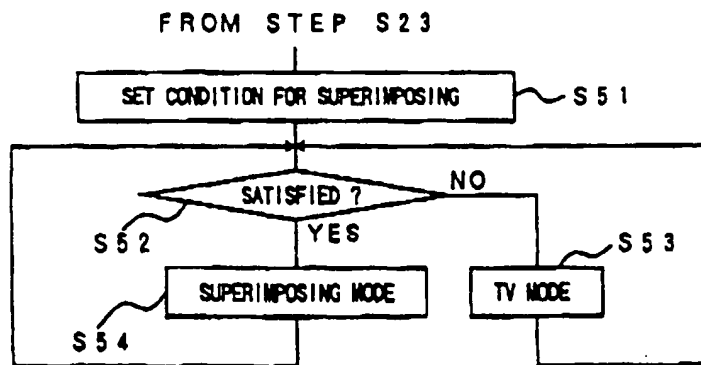 FROM STEP S23
SET CONDITION FOR SUPERIMPOSING
S51
SATISFIED ?
NO
S52
YES
S53
SUPERIMPOSING MODE
TV MODE
S54